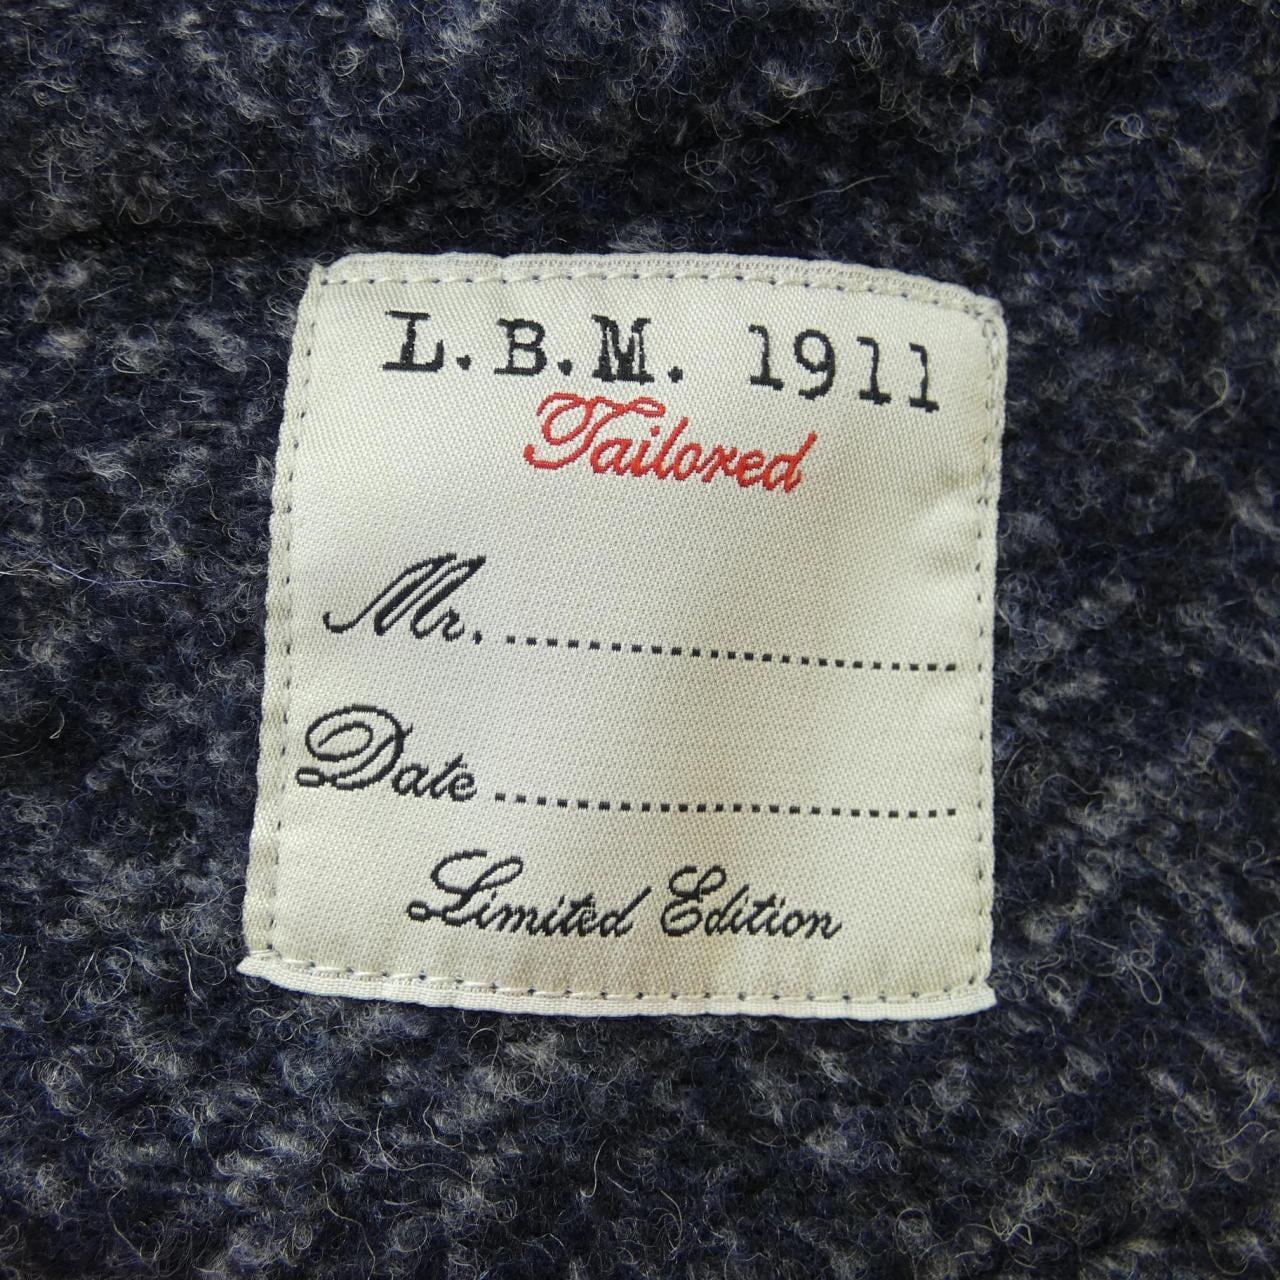 L.B.M. 1911
Tailored
Mr. ..............................
Date ..............................
Limited Edition